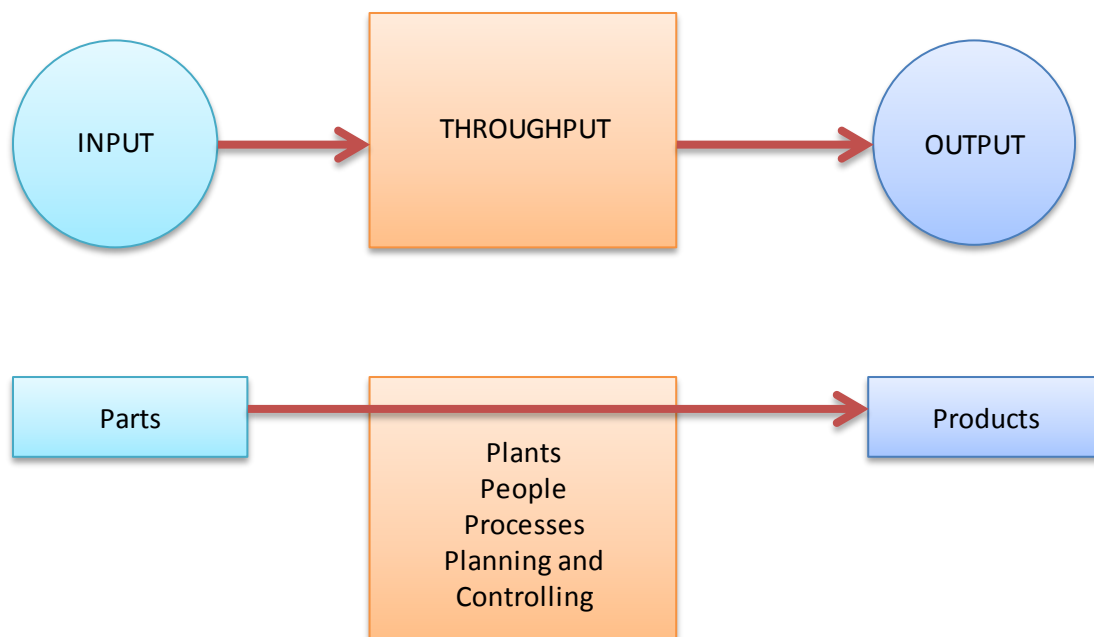 INPUT
THROUGHPUT
OUTPUT
Parts
Products
Plants
People
Processes
Planning and
Controlling